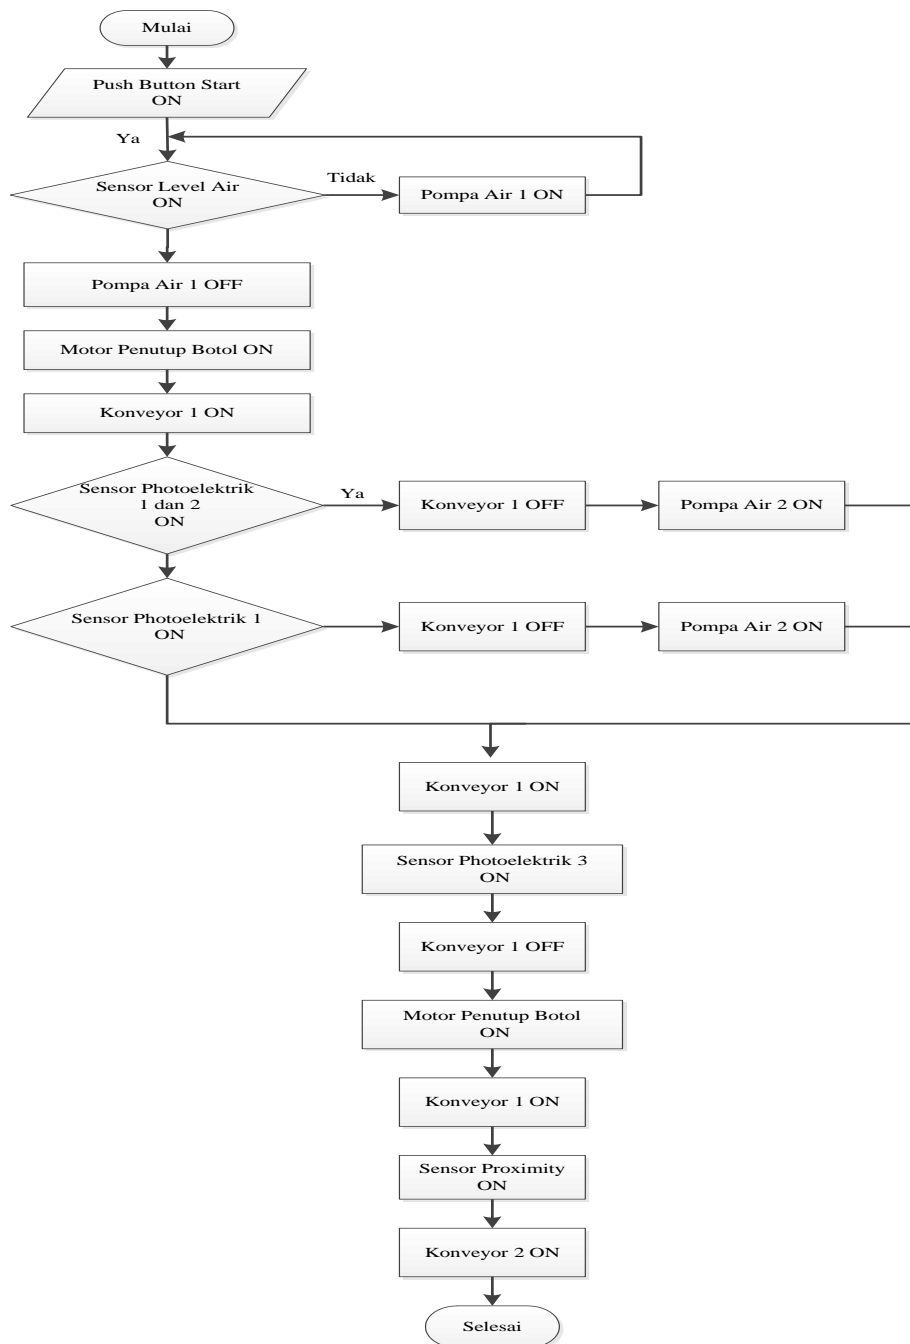 Mulai
Push Button Start
ON
Ya
Sensor Level Air
ON
Tidak
Pompa Air 1 ON
Pompa Air 1 OFF
Motor Penutup Botol ON
Konveyor 1 ON
Sensor Photoelektrik
1 dan 2
ON
Ya
Konveyor 1 OFF
Pompa Air 2 ON
Sensor Photoelektrik 1
ON
Konveyor 1 OFF
Pompa Air 2 ON
Konveyor 1 ON
Sensor Photoelektrik 3
ON
Konveyor 1 OFF
Motor Penutup Botol
ON
Konveyor 1 ON
Sensor Proximity
ON
Konveyor 2 ON
Selesai